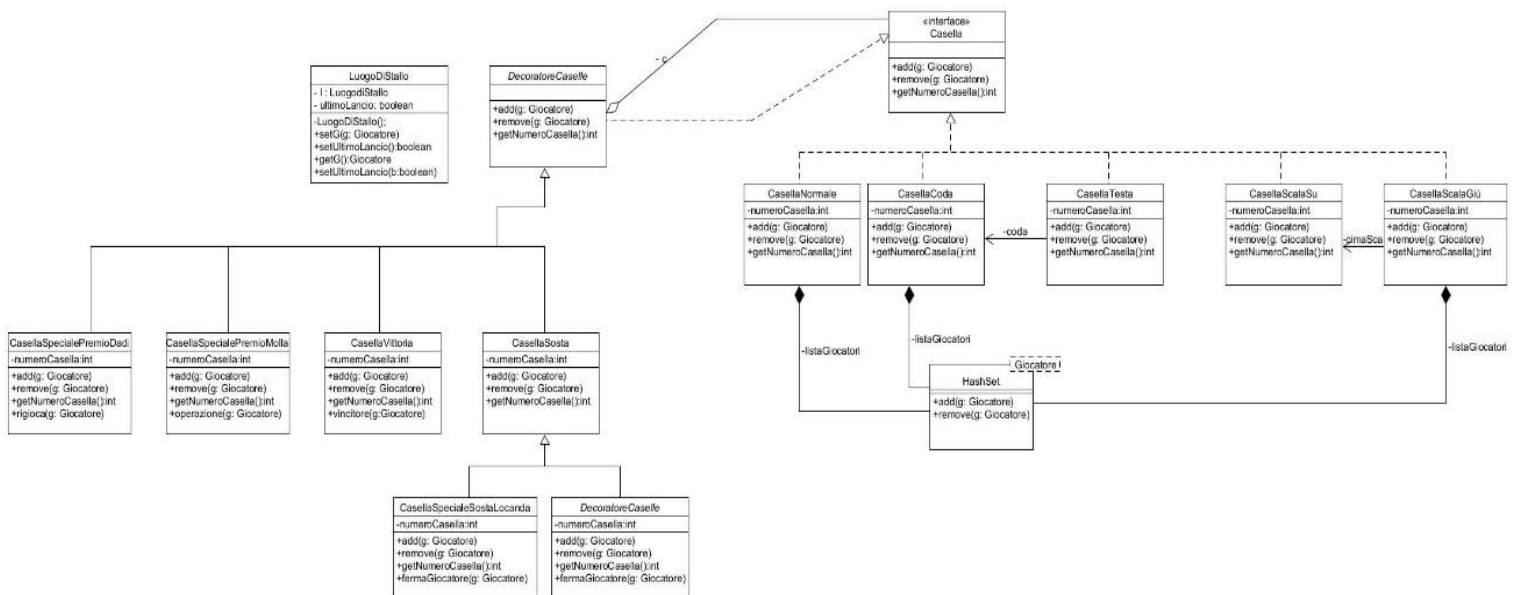 «interface»
Casella
+add(g: Giocatore)
+remove(g: Giocatore)
+getNumeroCasella():int
- c
LuogoDiStallo
- l : LuogodiStallo
- ultimoLancio: boolean
-LuogoDiStallo();
+setG(g: Giocatore)
+setUltimoLancio():boolean
+getG():Giocatore
+setUltimoLancio(b:boolean)
DecoratoreCaselle
+add(g: Giocatore)
+remove(g: Giocatore)
+getNumeroCasella():int
CasellaNormale
-numeroCasella:int
+add(g: Giocatore)
+remove(g: Giocatore)
+getNumeroCasella():int
CasellaCoda
-numeroCasella:int
+add(g: Giocatore)
+remove(g: Giocatore)
+getNumeroCasella():int
-coda
CasellaTesta
-numeroCasella:int
+add(g: Giocatore)
+remove(g: Giocatore)
+getNumeroCasella():int
CasellaScalaSu
-numeroCasella:int
+add(g: Giocatore)
+remove(g: Giocatore)
+getNumeroCasella():int
-cimaSca
CasellaScalaGiù
-numeroCasella:int
+add(g: Giocatore)
+remove(g: Giocatore)
+getNumeroCasella():int
-listaGiocatori
-listaGiocatori
-listaGiocatori
Giocatore
HashSet
+add(g: Giocatore)
+remove(g: Giocatore)
CasellaSpecialePremioDadi
-numeroCasella:int
+add(g: Giocatore)
+remove(g: Giocatore)
+getNumeroCasella():int
+rigioca(g: Giocatore)
CasellaSpecialePremioMolla
-numeroCasella:int
+add(g: Giocatore)
+remove(g: Giocatore)
+getNumeroCasella():int
+operazione(g: Giocatore)
CasellaVittoria
-numeroCasella:int
+add(g: Giocatore)
+remove(g: Giocatore)
+getNumeroCasella():int
+vincitore(g:Giocatore)
CasellaSosta
-numeroCasella:int
+add(g: Giocatore)
+remove(g: Giocatore)
+getNumeroCasella():int
CasellaSpecialeSostaLocanda
-numeroCasella:int
+add(g: Giocatore)
+remove(g: Giocatore)
+getNumeroCasella():int
+fermaGiocatore(g: Giocatore)
DecoratoreCaselle
-numeroCasella:int
+add(g: Giocatore)
+remove(g: Giocatore)
+getNumeroCasella():int
+fermaGiocatore(g: Giocatore)